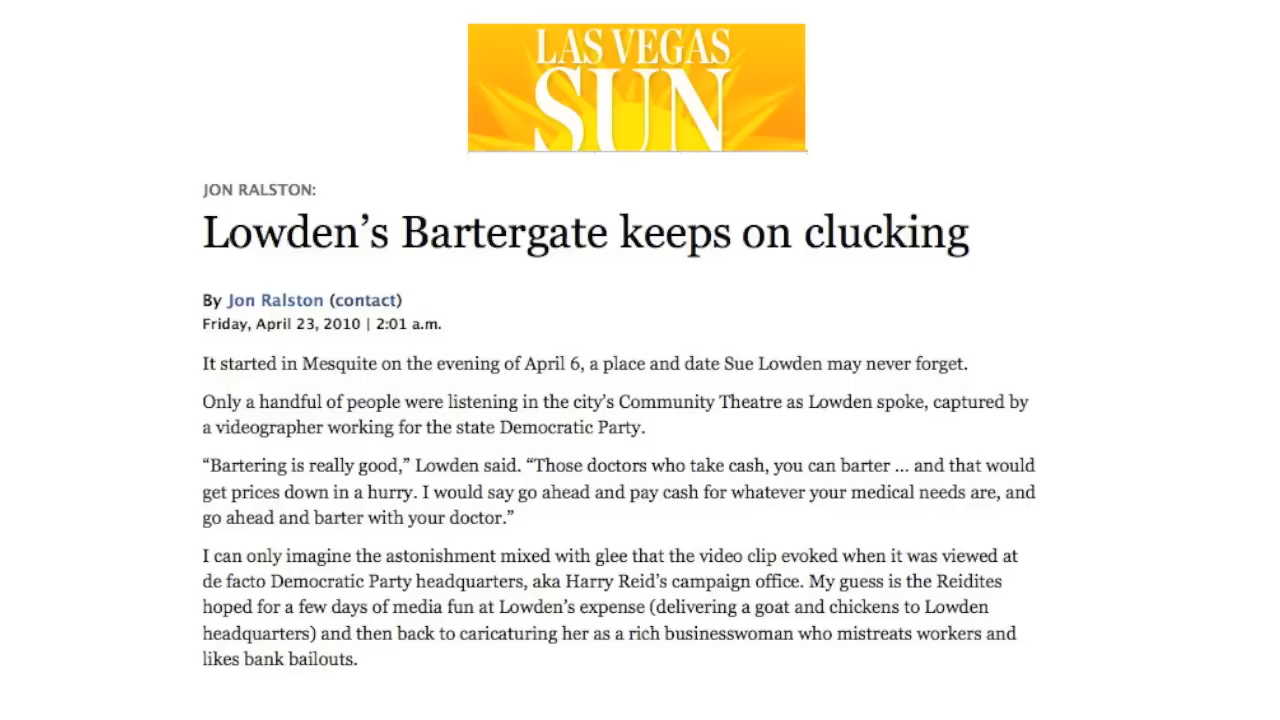 LAS VEGAS
SUN
JON RALSTON:
Lowden’s Bartergate keeps on clucking
By Jon Ralston (contact)
Friday, April 23, 2010 | 2:01 a.m.
It started in Mesquite on the evening of April 6, a place and date Sue Lowden may never forget.
Only a handful of people were listening in the city’s Community Theatre as Lowden spoke, captured by
a videographer working for the state Democratic Party.
“Bartering is really good,” Lowden said. “Those doctors who take cash, you can barter ... and that would
get prices down in a hurry. I would say go ahead and pay cash for whatever your medical needs are, and
go ahead and barter with your doctor.”
I can only imagine the astonishment mixed with glee that the video clip evoked when it was viewed at
de facto Democratic Party headquarters, aka Harry Reid’s campaign office. My guess is the Reidites
hoped for a few days of media fun at Lowden’s expense (delivering a goat and chickens to Lowden
headquarters) and then back to caricaturing her as a rich businesswoman who mistreats workers and
likes bank bailouts.